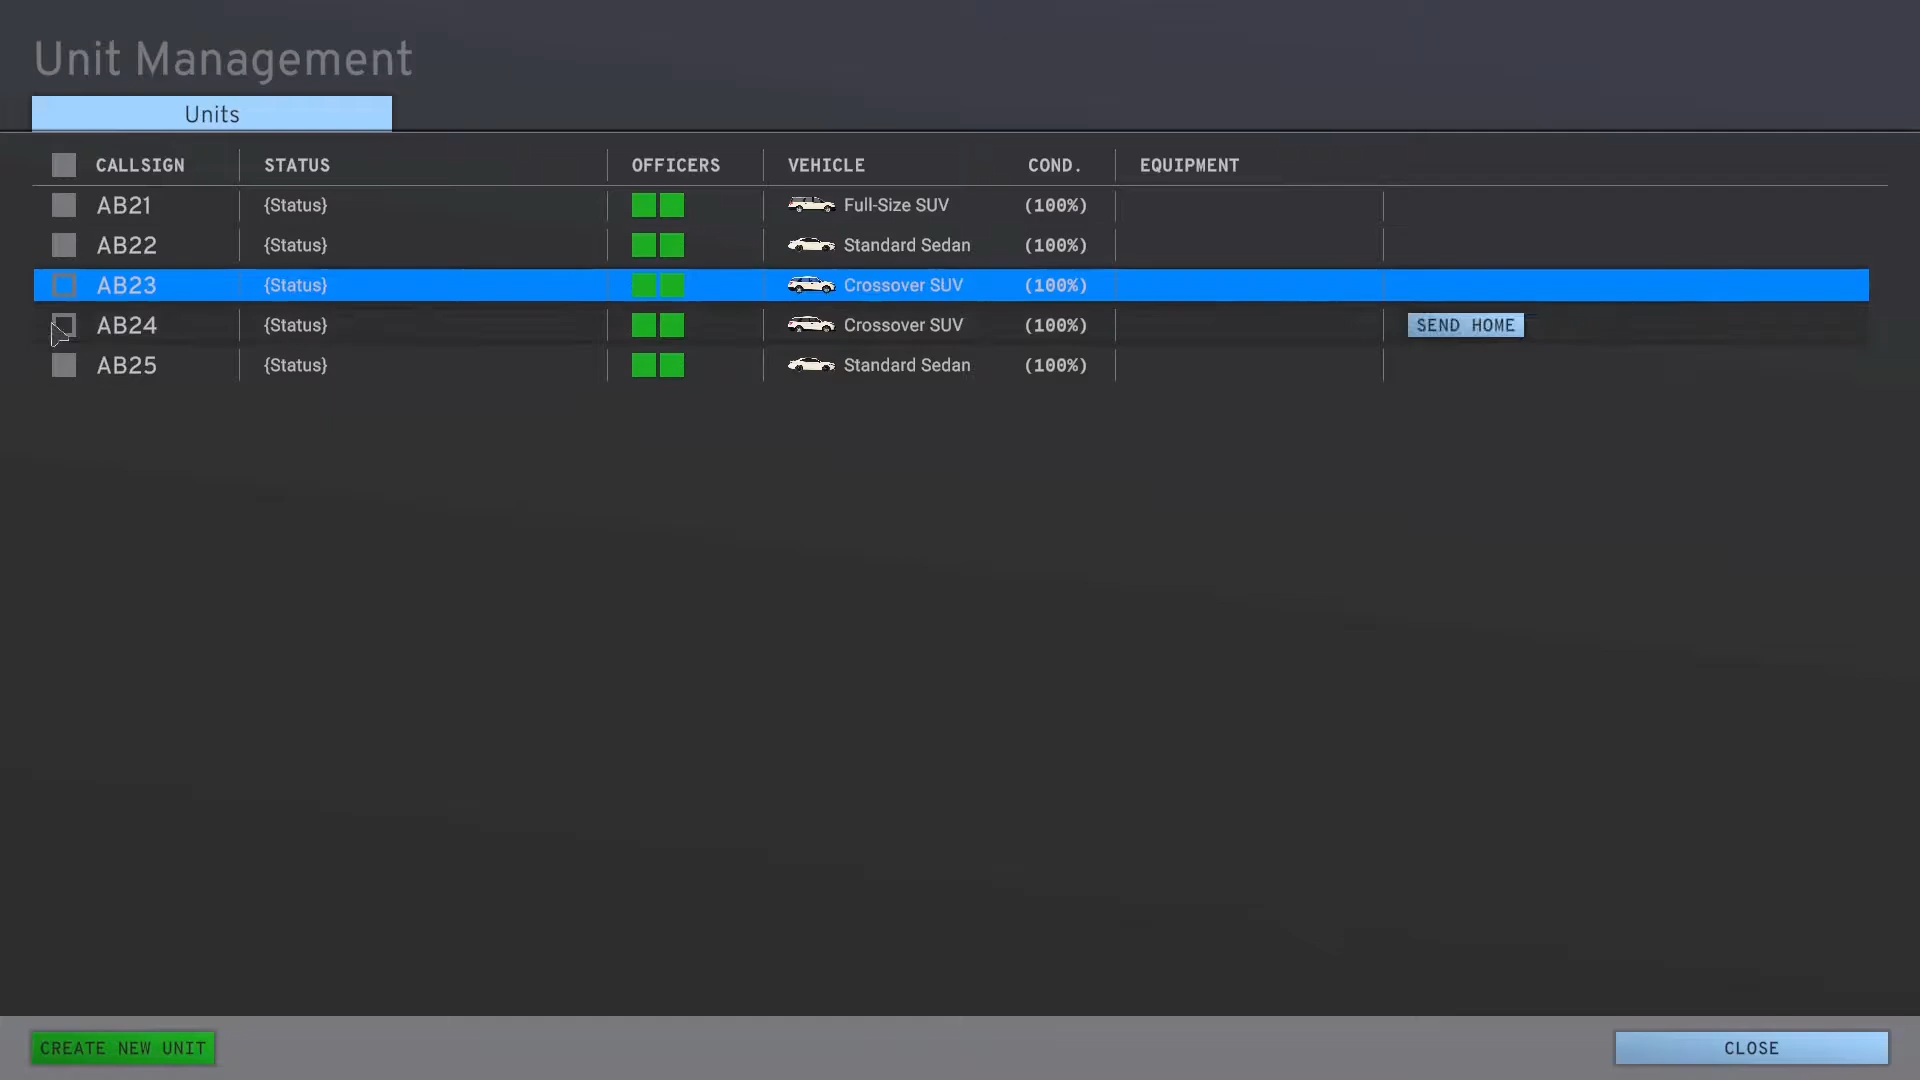 Unit Management
Units
CALLSIGN STATUS OFFICERS VEHICLE COND. EQUIPMENT
AB21 {Status} Full-Size SUV (100%)
AB22 {Status} Standard Sedan (100%)
AB23 {Status} Crossover SUV (100%)
AB24 {Status} Crossover SUV (100%) SEND HOME
AB25 {Status} Standard Sedan (100%)
CREATE NEW UNIT CLOSE